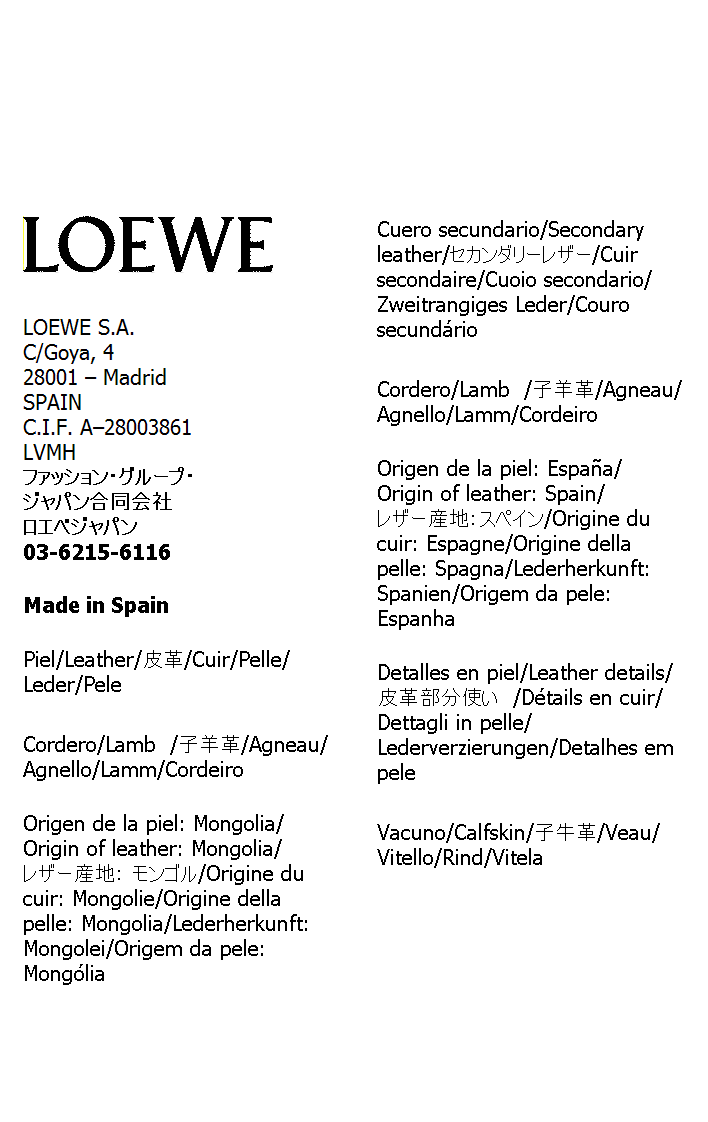 LOEWE
LOEWE S.A.
C/Goya, 4
28001 – Madrid
SPAIN
C.I.F. A–28003861
LVMH
ファッション・グループ・
ジャパン合同会社
ロエベジャパン
03-6215-6116
Made in Spain
Piel/Leather/皮革/Cuir/Pelle/
Leder/Pele
Cordero/Lamb /子羊革/Agneau/
Agnello/Lamm/Cordeiro
Origen de la piel: Mongolia/
Origin of leather: Mongolia/
レザー産地: モンゴル/Origine du
cuir: Mongolie/Origine della
pelle: Mongolia/Lederherkunft:
Mongolei/Origem da pele:
Mongólia
Cuero secundario/Secondary
leather/セカンダリーレザー/Cuir
secondaire/Cuoio secondario/
Zweitrangiges Leder/Couro
secundário
Cordero/Lamb /子羊革/Agneau/
Agnello/Lamm/Cordeiro
Origen de la piel: España/
Origin of leather: Spain/
レザー産地: スペイン/Origine du
cuir: Espagne/Origine della
pelle: Spagna/Lederherkunft:
Spanien/Origem da pele:
Espanha
Detalles en piel/Leather details/
皮革部分使い /Détails en cuir/
Dettagli in pelle/
Lederverzierungen/Detalhes em
pele
Vacuno/Calfskin/子牛革/Veau/
Vitello/Rind/Vitela